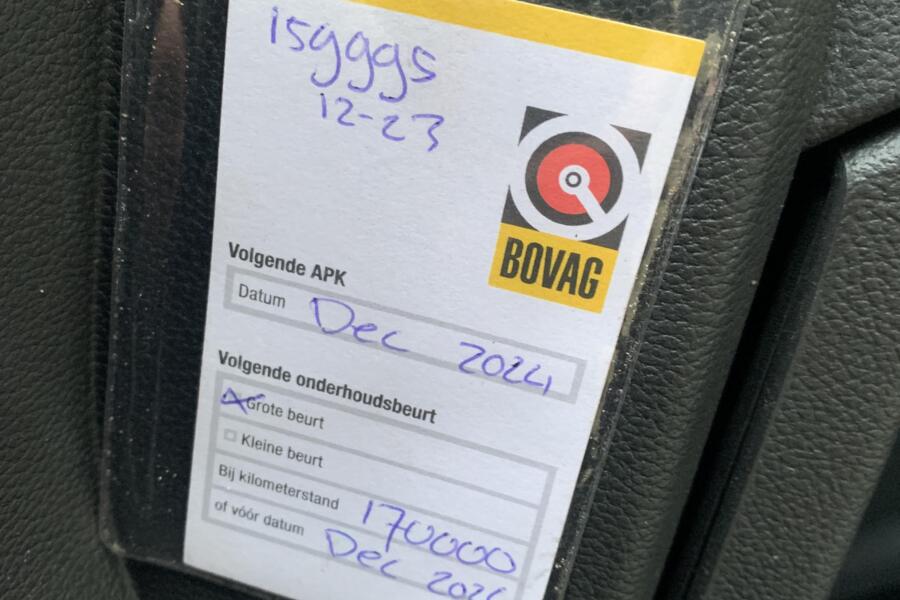 159995
12-23
BOVAG
Volgende APK
Datum Dec 2024
Volgende onderhoudsbeurt
Grote beurt
Kleine beurt
Bij kilometerstand 170000
of vóór datum Dec